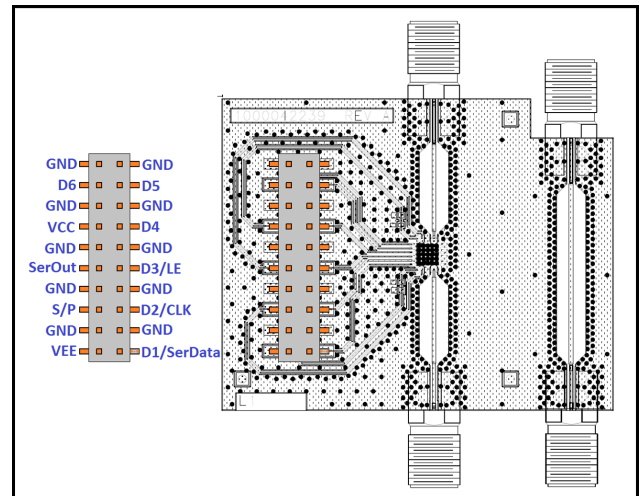 REV A
GND GND
D6 D5
GND GND
VCC D4
GND GND
SerOut D3/LE
GND GND
S/P D2/CLK
GND GND
VEE D1/SerData